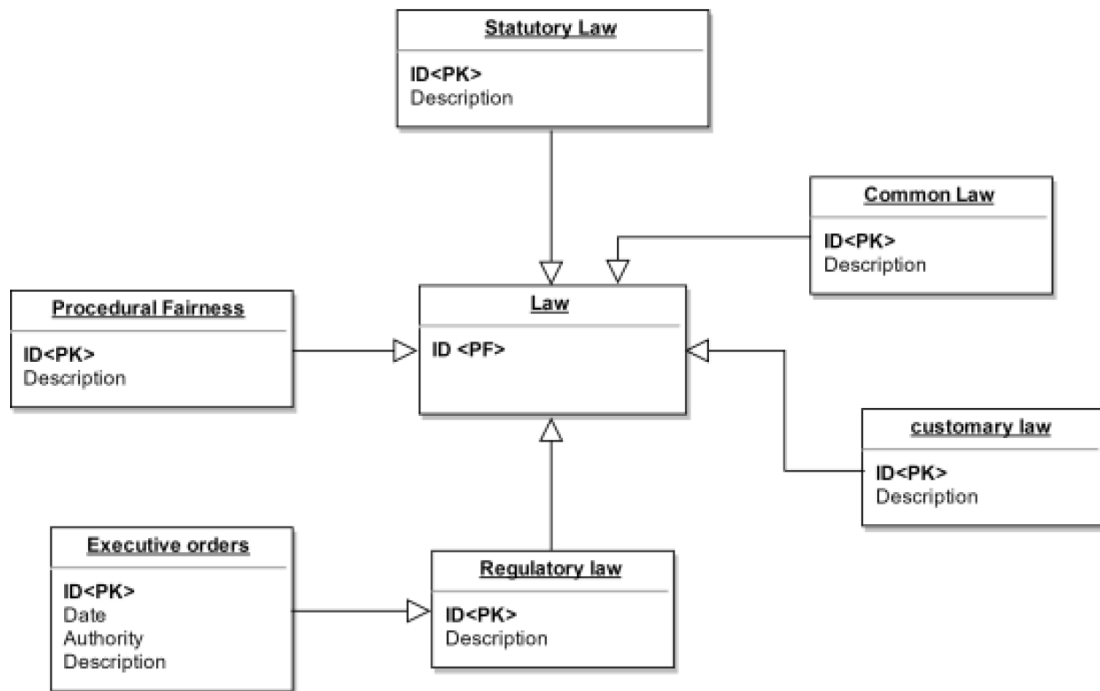 Statutory Law
ID<PK>
Description
Common Law
ID<PK>
Description
Procedural Fairness
ID<PK>
Description
Law
ID <PF>
customary law
ID<PK>
Description
Executive orders
ID<PK>
Date
Authority
Description
Regulatory law
ID<PK>
Description